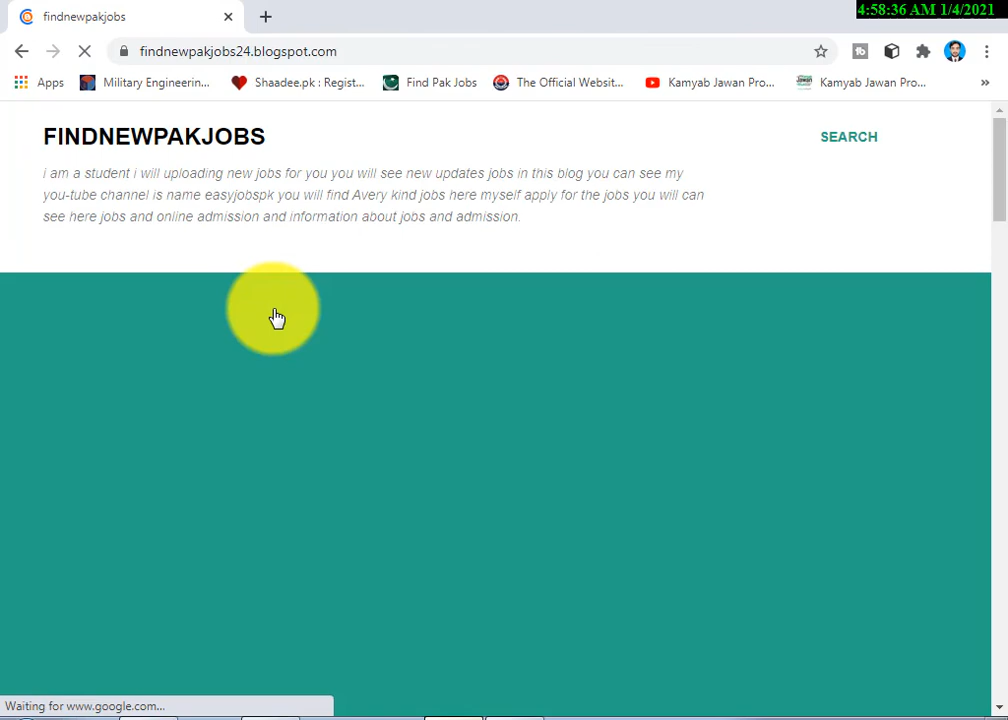 4:58:36 AM 1/4/2021
findnewpakjobs
findnewpakjobs24.blogspot.com
Apps
Military Engineerin...
Shaadee.pk : Regist...
Find Pak Jobs
The Official Websit...
Kamyab Jawan Pro...
Kamyab Jawan Pro...
FINDNEWPAKJOBS
SEARCH
i am a student i will uploading new jobs for you you will see new updates jobs in this blog you can see my
you-tube channel is name easyjobspk you will find Avery kind jobs here myself apply for the jobs you will can
see here jobs and online admission and information about jobs and admission.
Waiting for www.google.com...